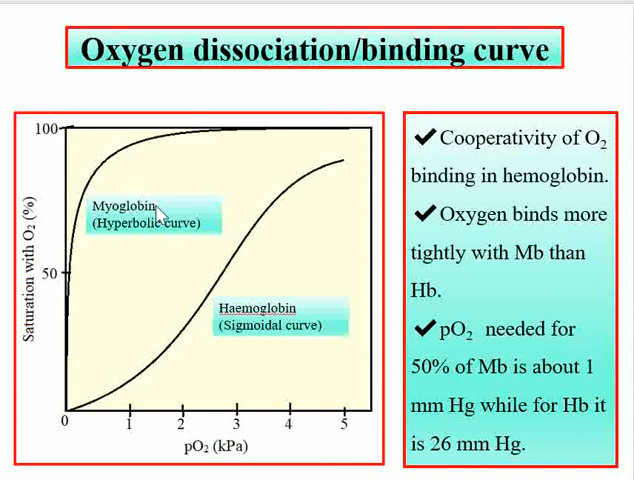 Oxygen dissociation/binding curve
100
50
Saturation with O₂ (%)
Myoglobin
(Hyperbolic curve)
Haemoglobin
(Sigmoidal curve)
0 1 2 3 4 5
pO₂ (kPa)
✔ Cooperativity of O₂
binding in hemoglobin.
✔ Oxygen binds more
tightly with Mb than
Hb.
✔ pO₂ needed for
50% of Mb is about 1
mm Hg while for Hb it
is 26 mm Hg.